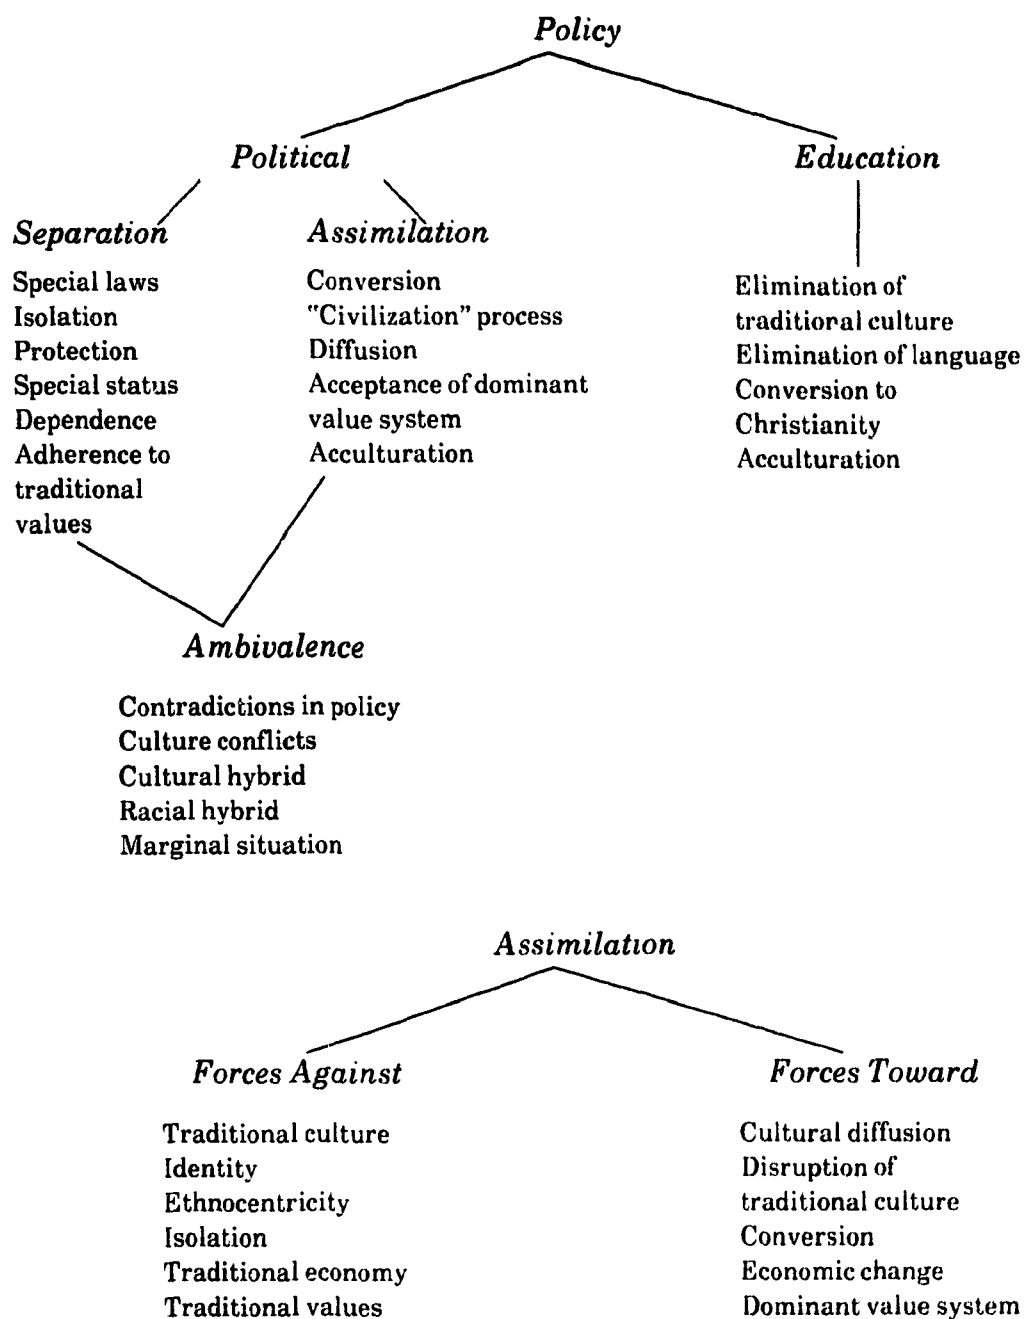 Policy
Political
Education
Separation
Special laws
Isolation
Protection
Special status
Dependence
Adherence to
traditional
values
Assimilation
Conversion
"Civilization" process
Diffusion
Acceptance of dominant
value system
Acculturation
Elimination of
traditional culture
Elimination of language
Conversion to
Christianity
Acculturation
Ambivalence
Contradictions in policy
Culture conflicts
Cultural hybrid
Racial hybrid
Marginal situation
Assimilation
Forces Against
Traditional culture
Identity
Ethnocentricity
Isolation
Traditional economy
Traditional values
Forces Toward
Cultural diffusion
Disruption of
traditional culture
Conversion
Economic change
Dominant value system